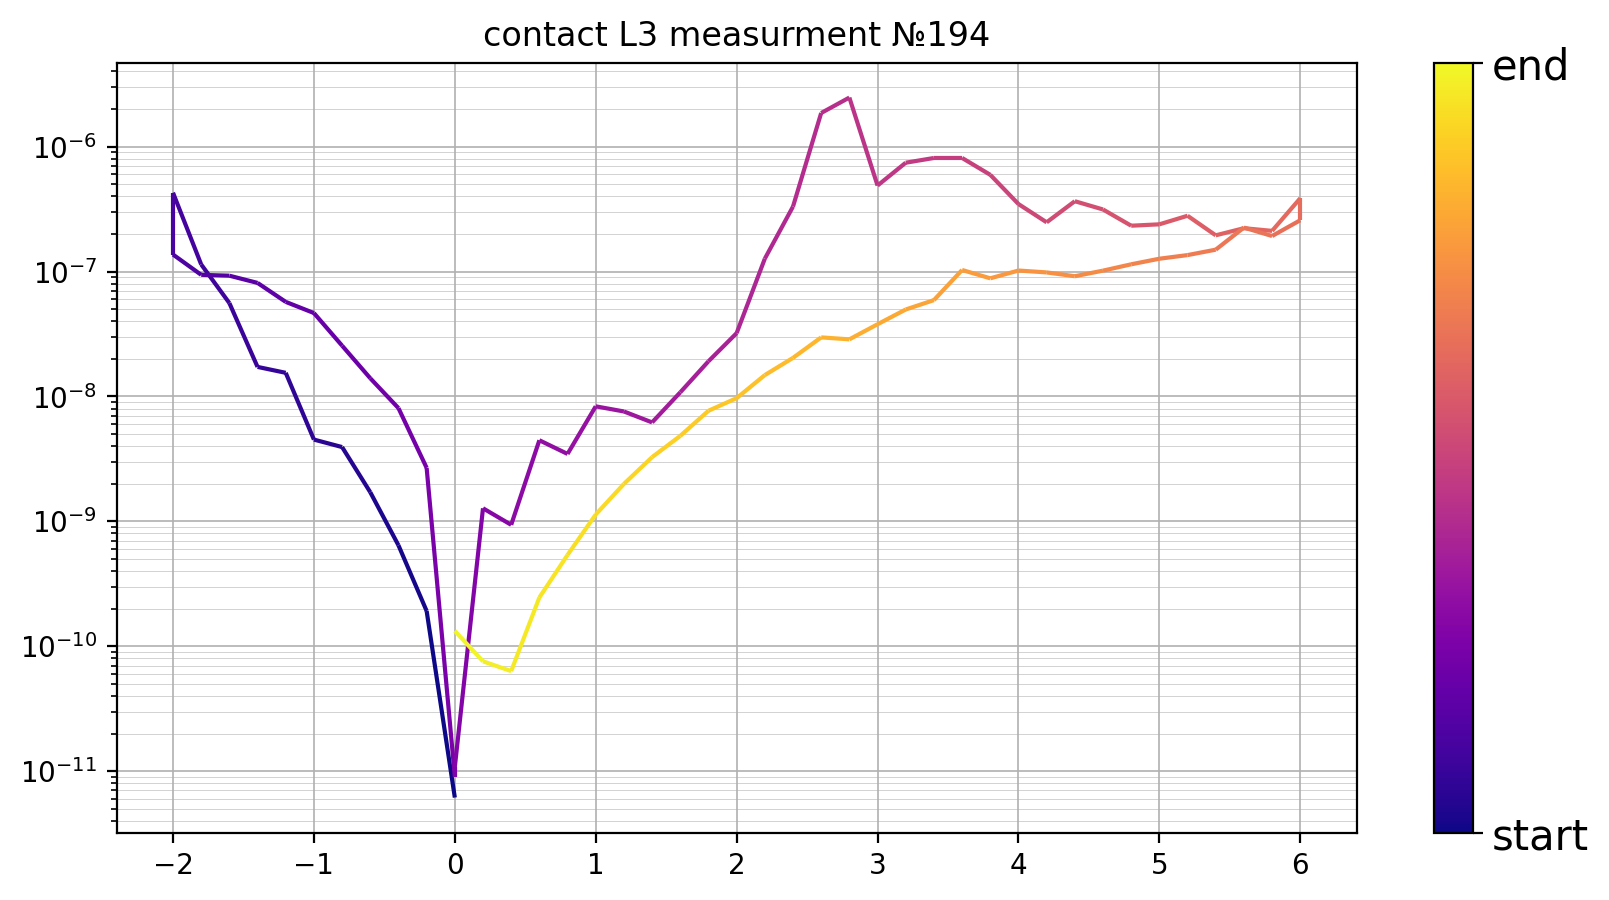 contact L3 measurment №194
10⁻⁶
10⁻⁷
10⁻⁸
10⁻⁹
10⁻¹⁰
10⁻¹¹
−2 −1 0 1 2 3 4 5 6
end
start